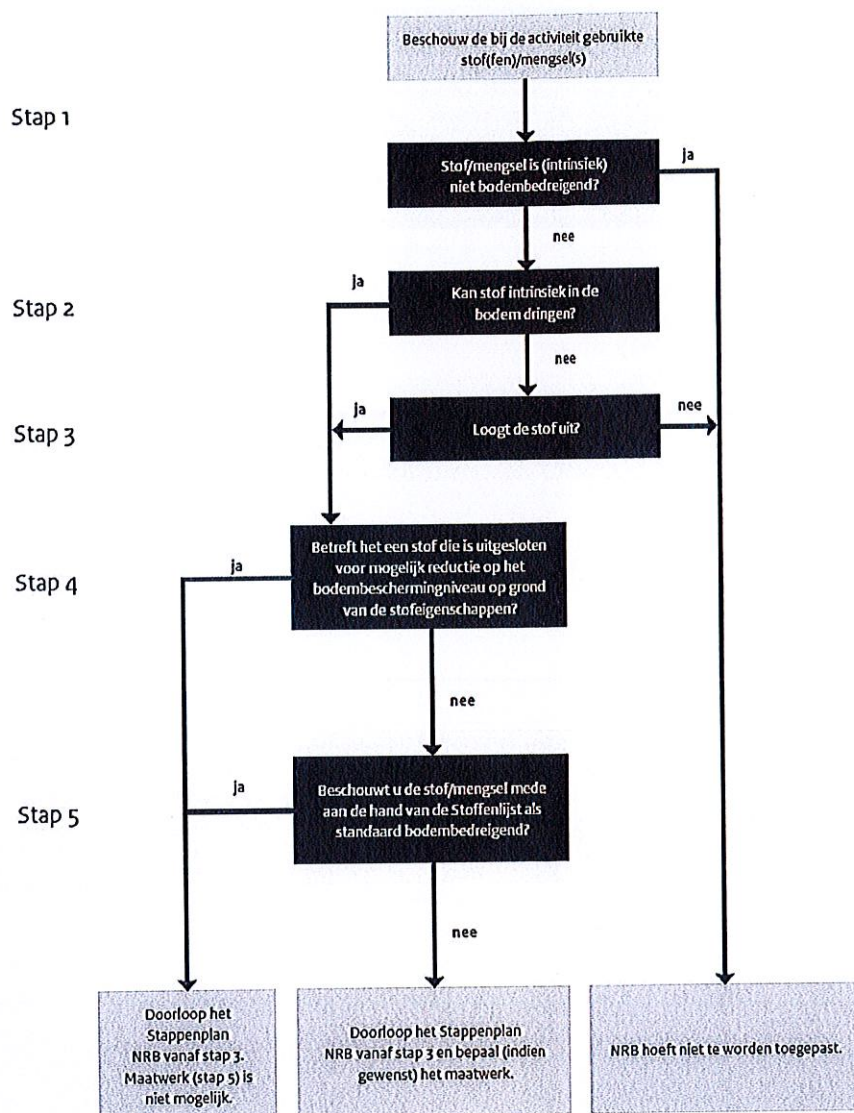 Beschouw de bij de activiteit gebruikte
stof(fen)/mengsel(s)
Stap 1
Stof/mengsel is (intrinsiek)
niet bodembedreigend?
ja
nee
Stap 2
ja
Kan stof intrinsiek in de
bodem dringen?
nee
Stap 3
ja
Loogt de stof uit?
nee
Stap 4
ja
Betreft het een stof die is uitgesloten
voor mogelijk reductie op het
bodembeschermingniveau op grond
van de stofeigenschappen?
nee
Stap 5
ja
Beschouwt u de stof/mengsel mede
aan de hand van de Stoffenlijst als
standaard bodembedreigend?
nee
Doorloop het
Stappenplan
NRB vanaf stap 3.
Maatwerk (stap 5) is
niet mogelijk.
Doorloop het Stappenplan
NRB vanaf stap 3 en bepaal (indien
gewenst) het maatwerk.
NRB hoeft niet te worden toegepast.